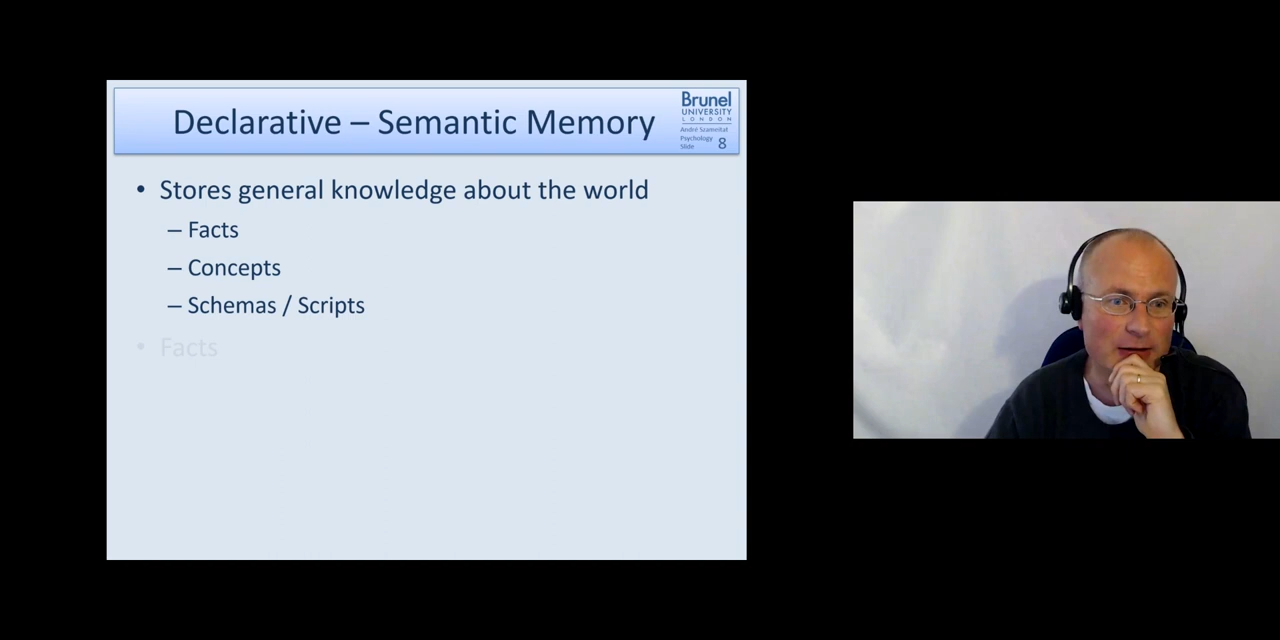 Declarative – Semantic Memory
Brunel
UNIVERSITY
LONDON
André Szameitat
Psychology
Slide 8
• Stores general knowledge about the world
– Facts
– Concepts
– Schemas / Scripts
• Facts